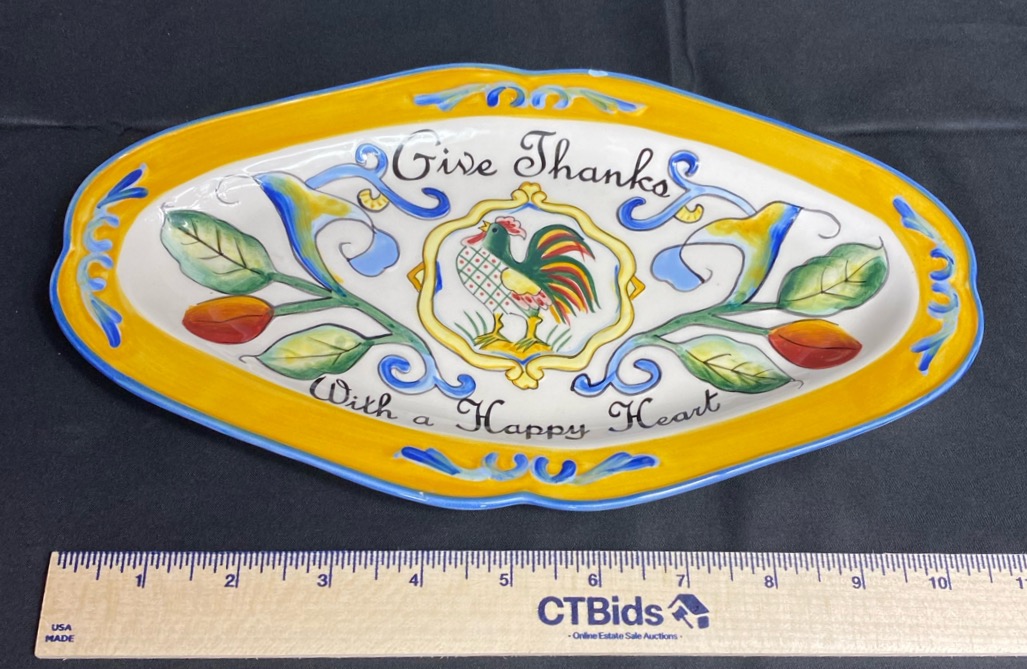 Give Thanks
With a Happy Heart
1 2 3 4 5 6 7 8 9 10 1
USA
MADE
CTBids
- Online Estate Sale Auctions -